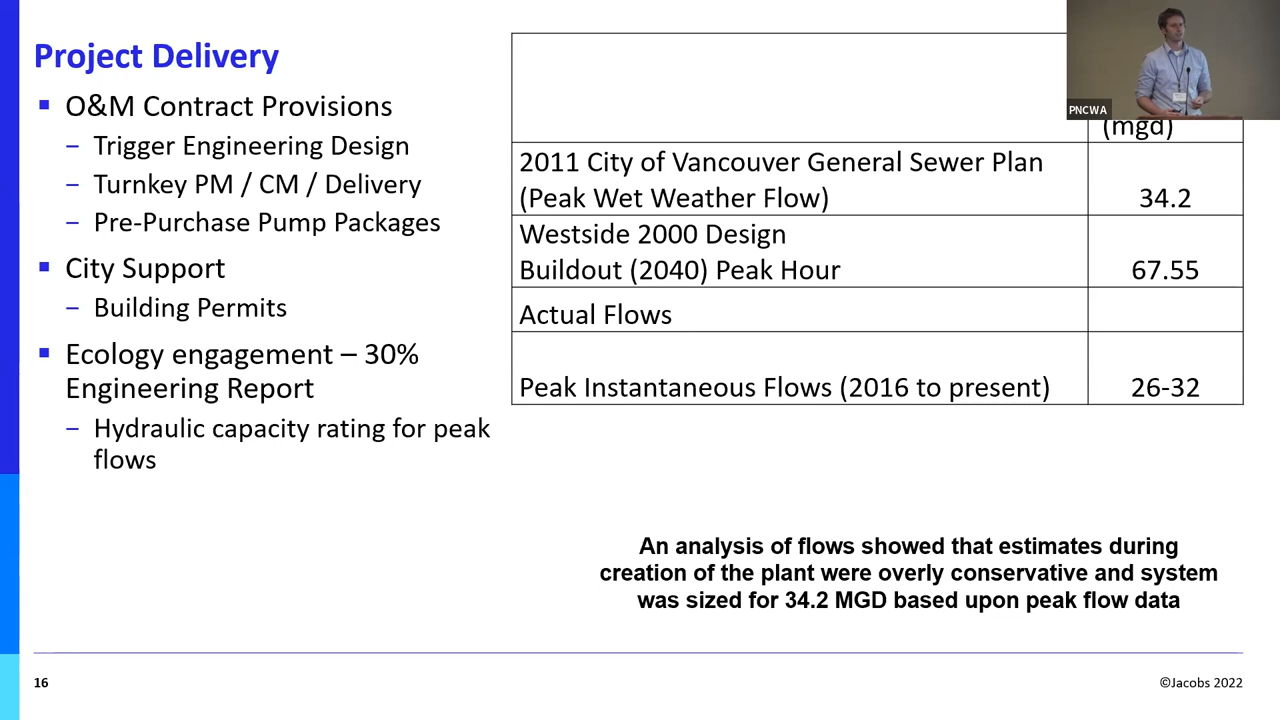 Project Delivery
▪ O&M Contract Provisions
− Trigger Engineering Design
− Turnkey PM / CM / Delivery
− Pre-Purchase Pump Packages
▪ City Support
− Building Permits
▪ Ecology engagement – 30%
Engineering Report
− Hydraulic capacity rating for peak
flows
PNCWA
(mgd)
2011 City of Vancouver General Sewer Plan
(Peak Wet Weather Flow) 34.2
Westside 2000 Design
Buildout (2040) Peak Hour 67.55
Actual Flows
Peak Instantaneous Flows (2016 to present) 26-32
An analysis of flows showed that estimates during
creation of the plant were overly conservative and system
was sized for 34.2 MGD based upon peak flow data
16
©Jacobs 2022